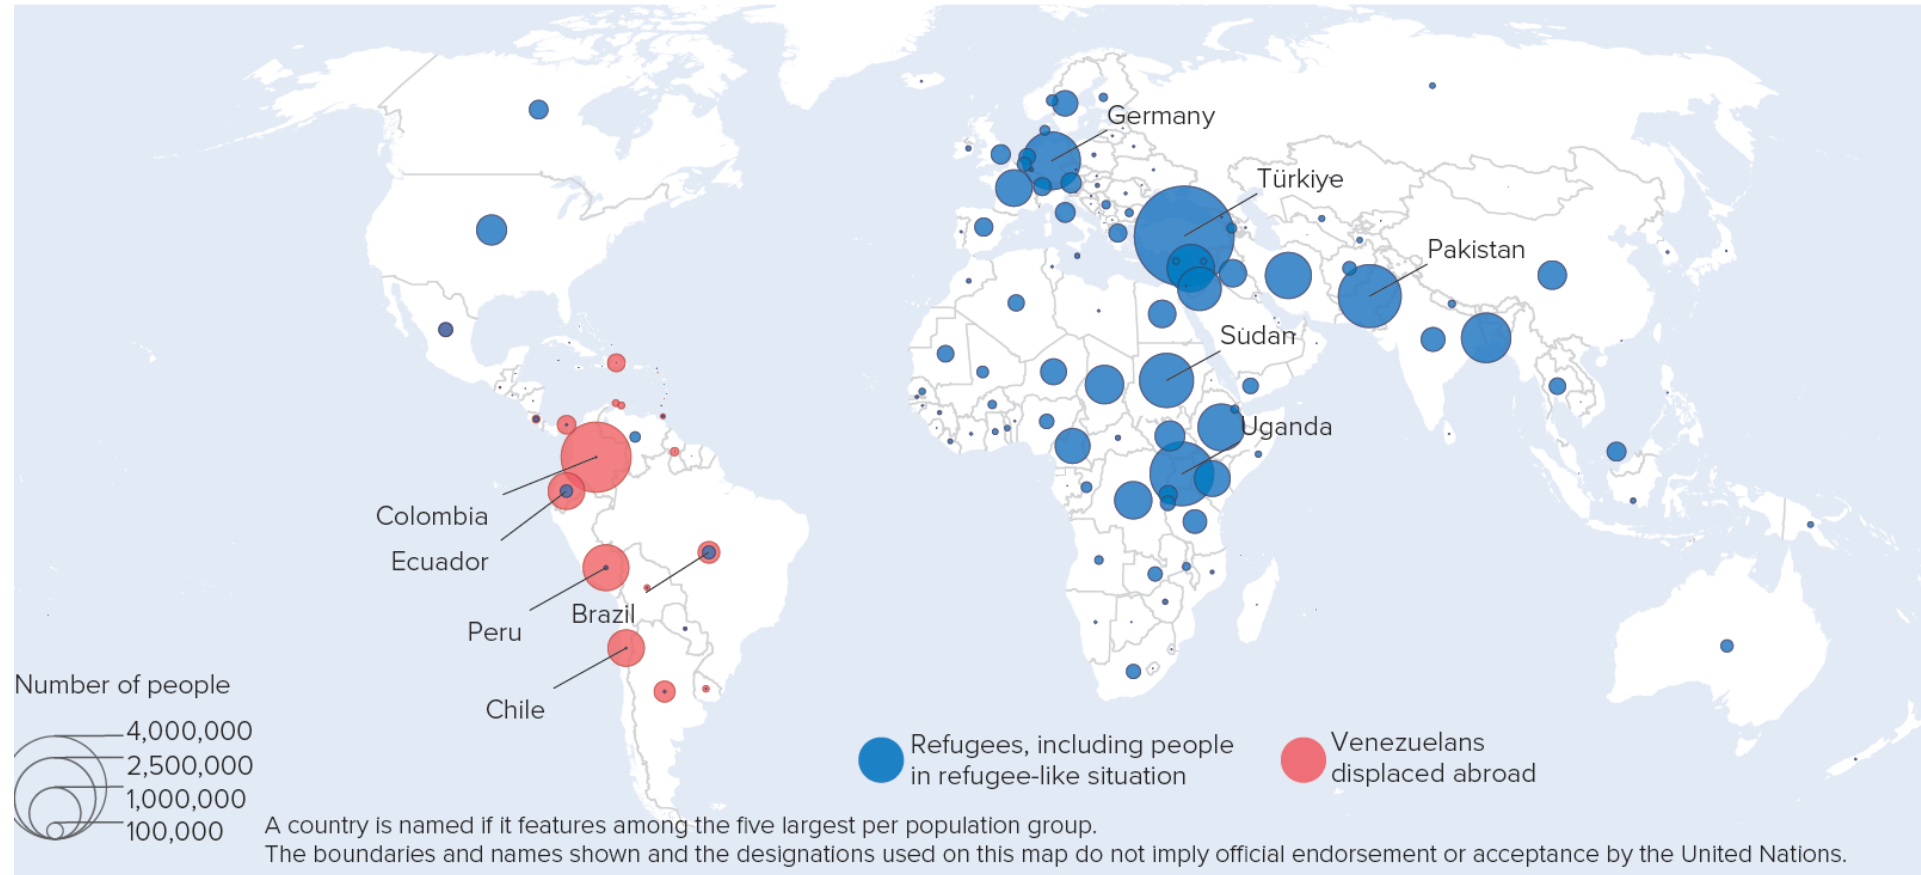 Germany
Türkiye
Pakistan
Sudan
Uganda
Colombia
Ecuador
Peru
Brazil
Chile
Number of people
4,000,000
2,500,000
1,000,000
100,000
Refugees, including people
in refugee-like situation
Venezuelans
displaced abroad
A country is named if it features among the five largest per population group.
The boundaries and names shown and the designations used on this map do not imply official endorsement or acceptance by the United Nations.